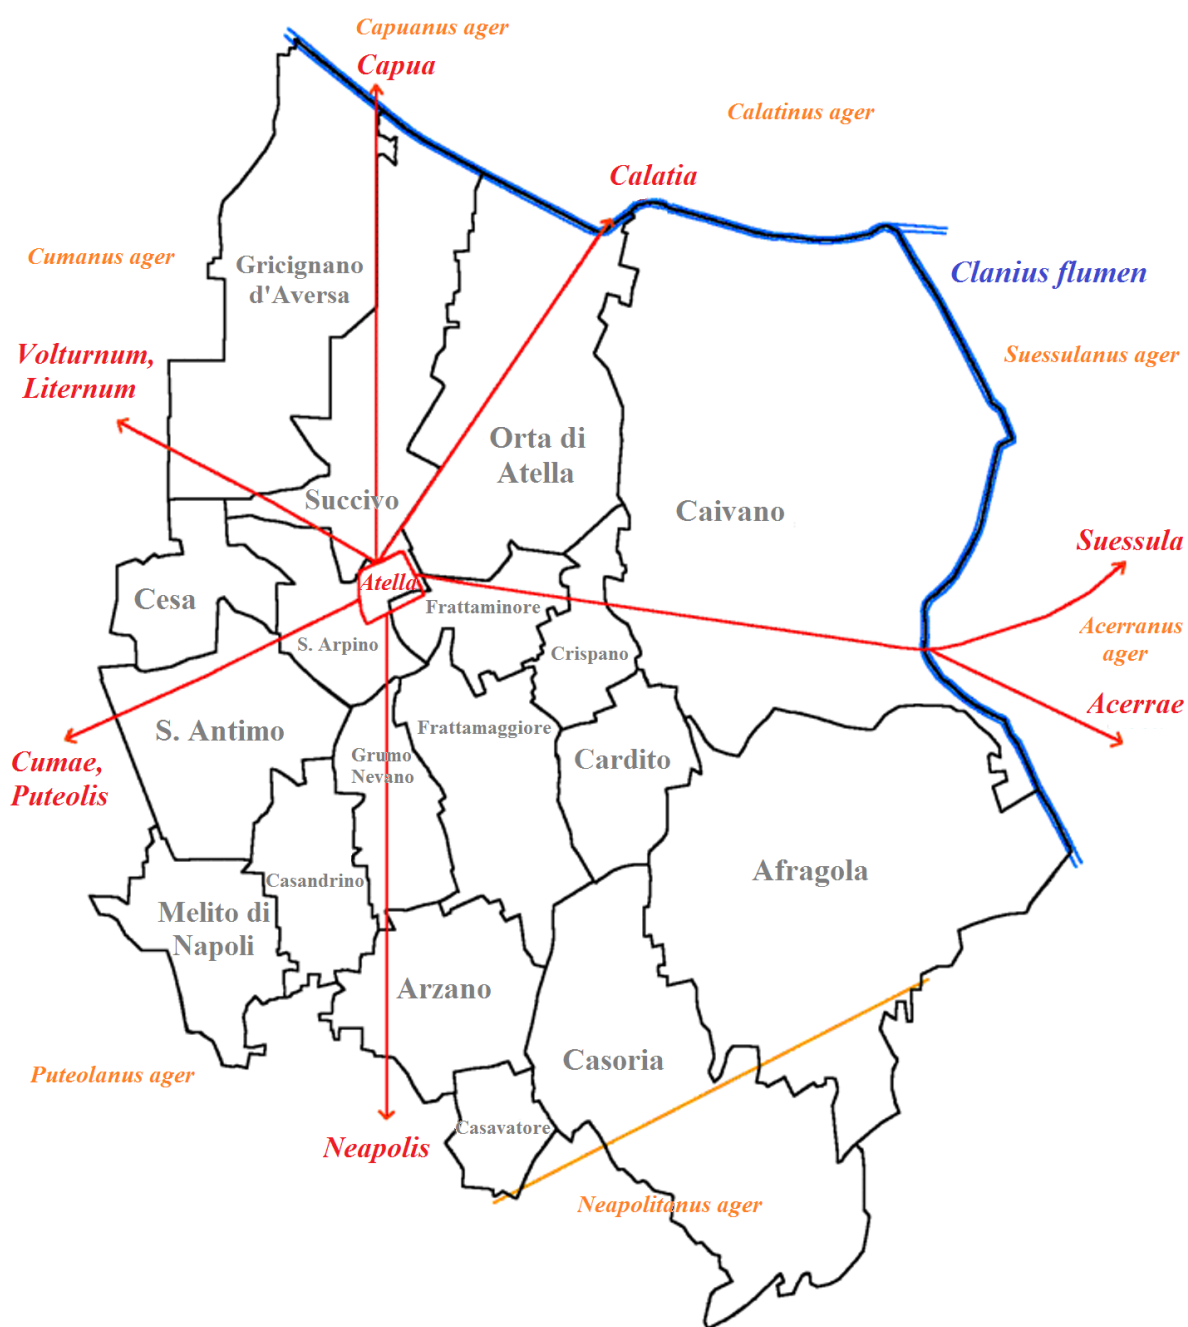 Capuanus ager
Capua
Calatinus ager
Calatia
Cumanus ager
Gricignano
d'Aversa
Clanius flumen
Volturnum,
Liternum
Suessulanus ager
Orta di
Atella
Succivo
Caivano
Suessula
Atella
Cesa
Frattaminore
S. Arpino
Crispano
Acerranus
ager
Acerrae
S. Antimo
Frattamaggiore
Grumo
Nevano
Cardito
Cumae,
Puteolis
Casandrino
Afragola
Melito di
Napoli
Arzano
Casoria
Puteolanus ager
Casavatore
Neapolis
Neapolitanus ager